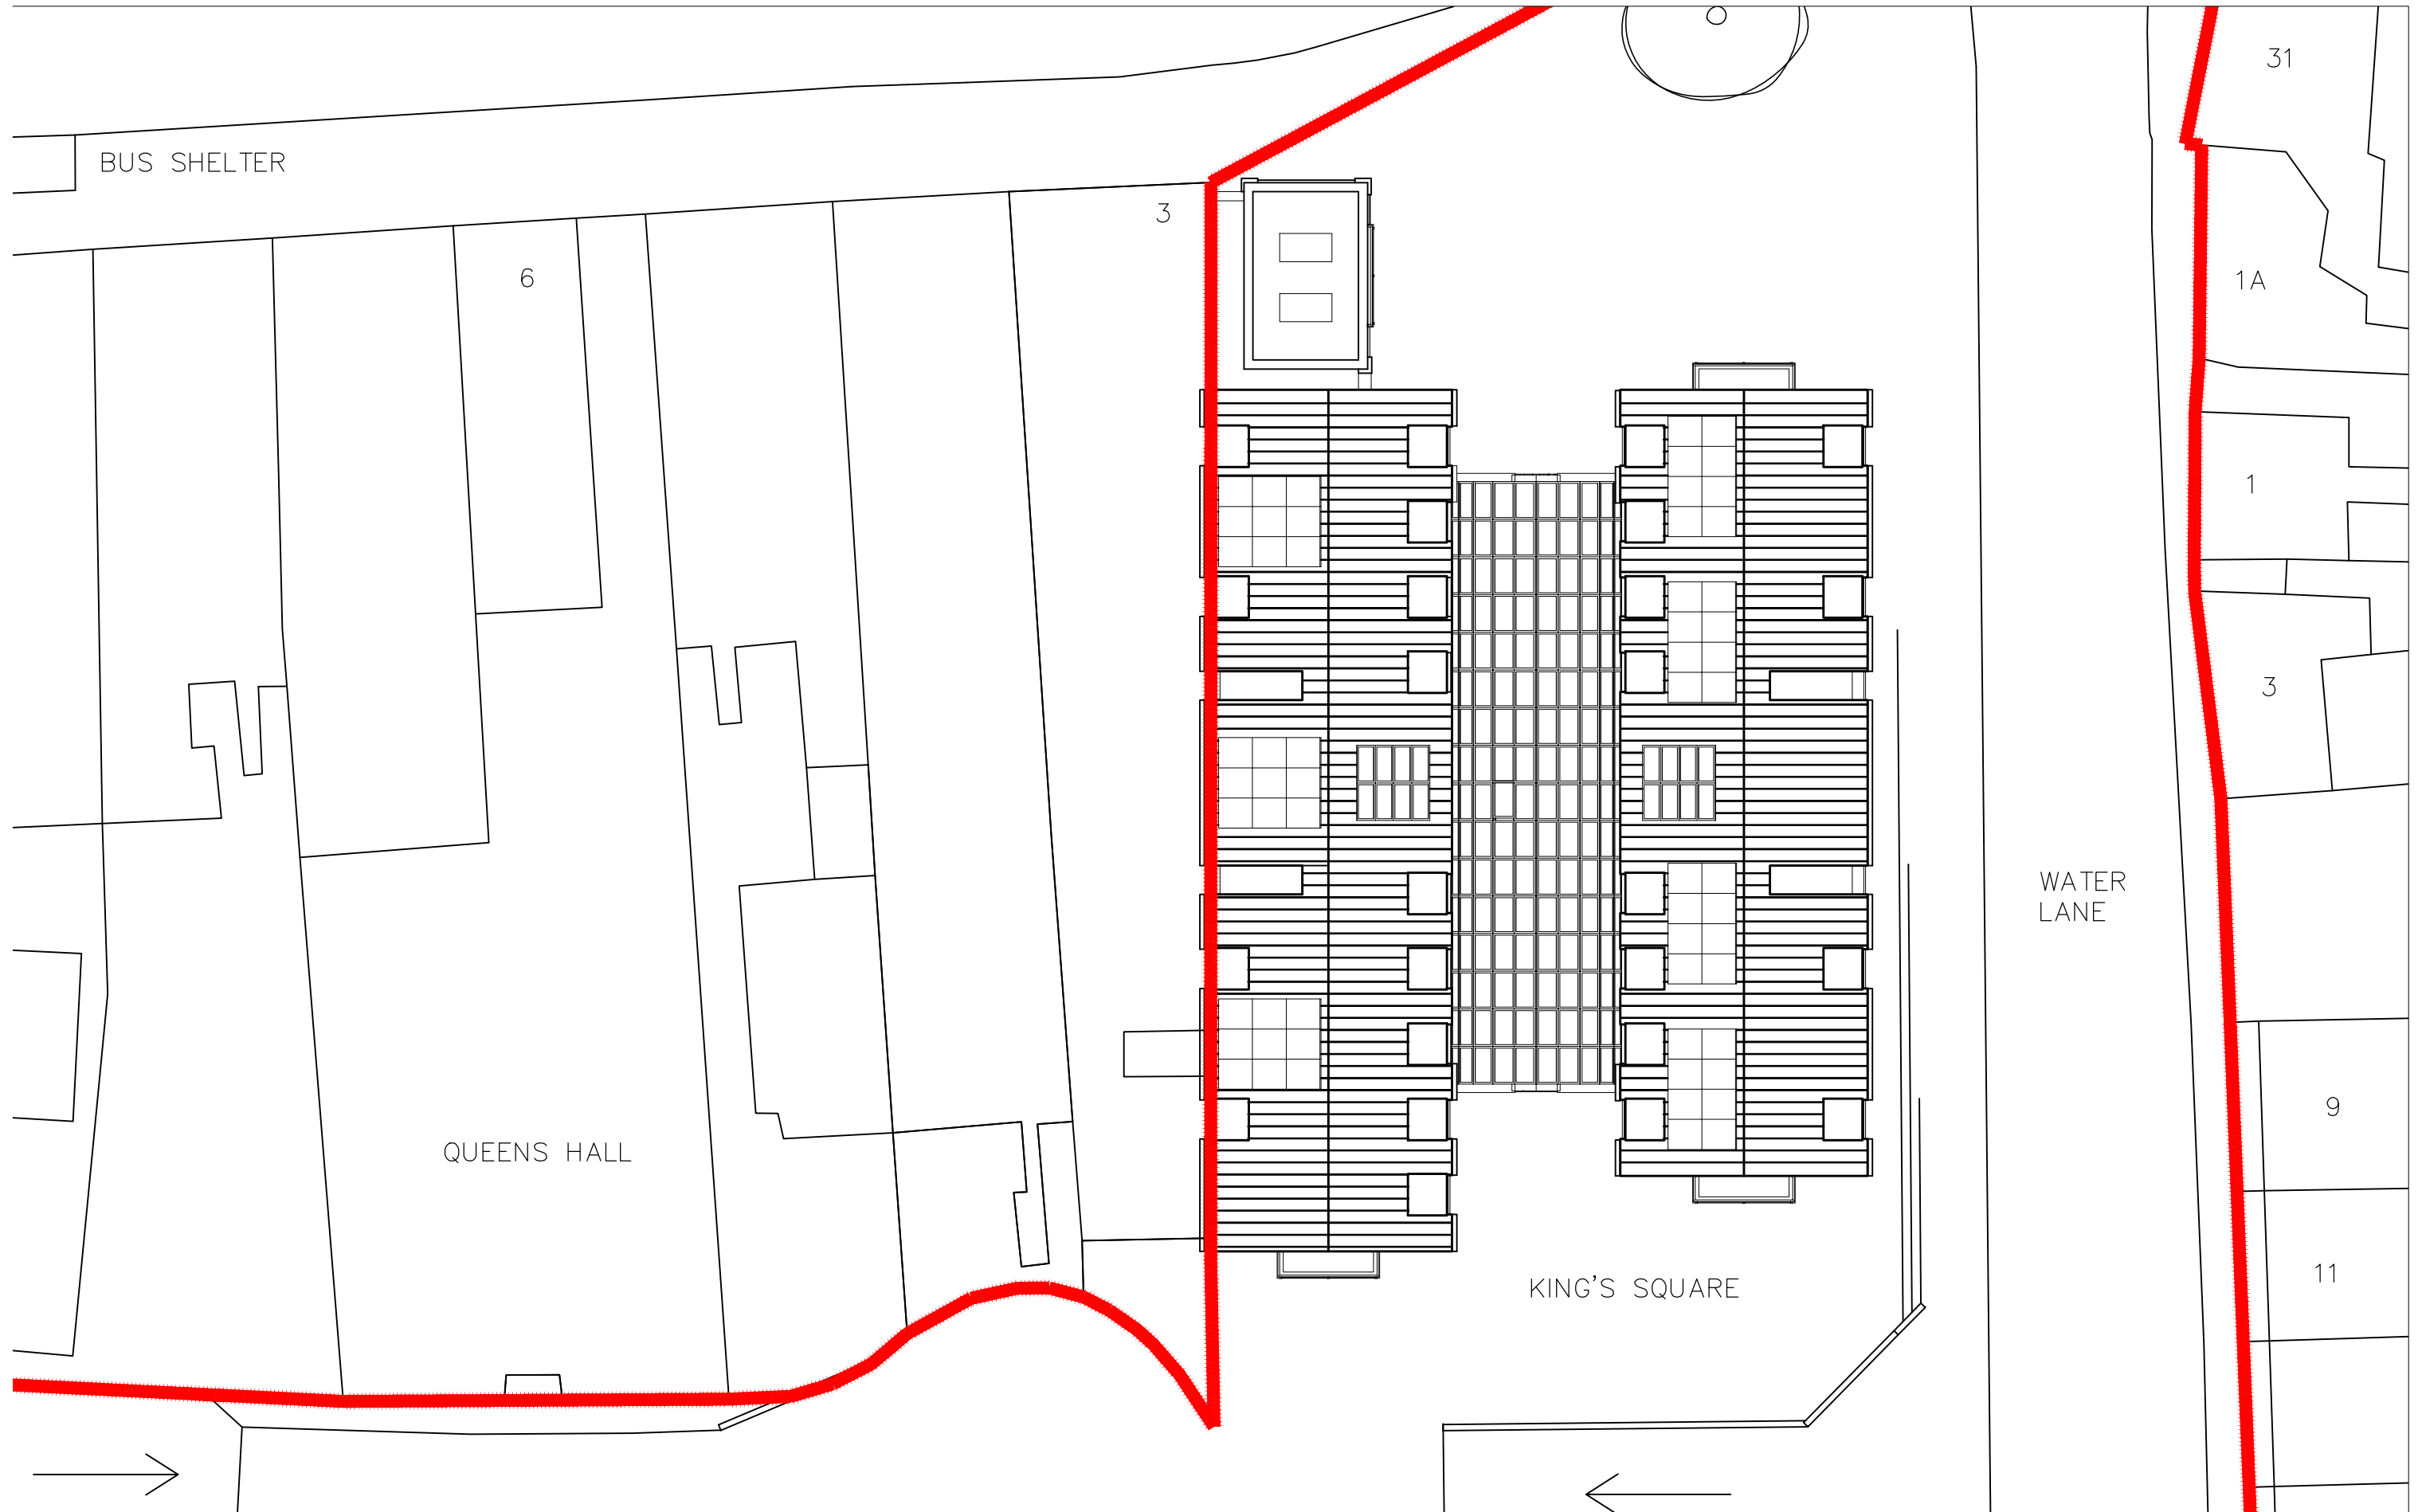 31
BUS SHELTER
3
6
1A
1
3
WATER
LANE
9
QUEENS HALL
11
KING'S SQUARE